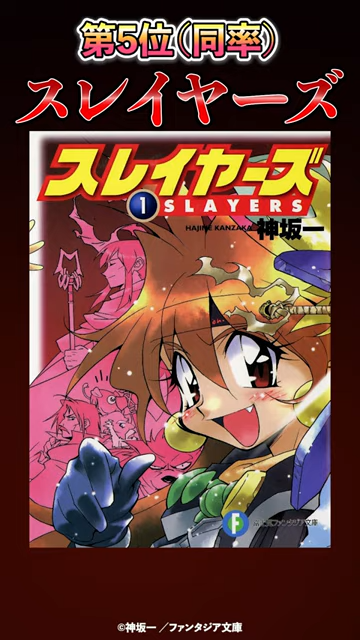 第5位(同率)
スレイヤーズ
スレイヤーズ
1 SLAYERS
HAJIME KANZAKA 神坂一
ファンタジア文庫
©神坂一／ファンタジア文庫